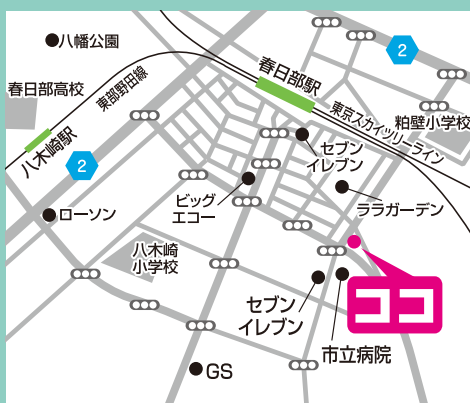 八幡公園
2
春日部駅
春日部高校
東部野田線
東京スカイツリーライン
粕壁小学校
八木崎駅
2
セブン
イレブン
ビッグ
エコー
ララガーデン
ローソン
八木崎
小学校
ココ
セブン
イレブン
市立病院
GS